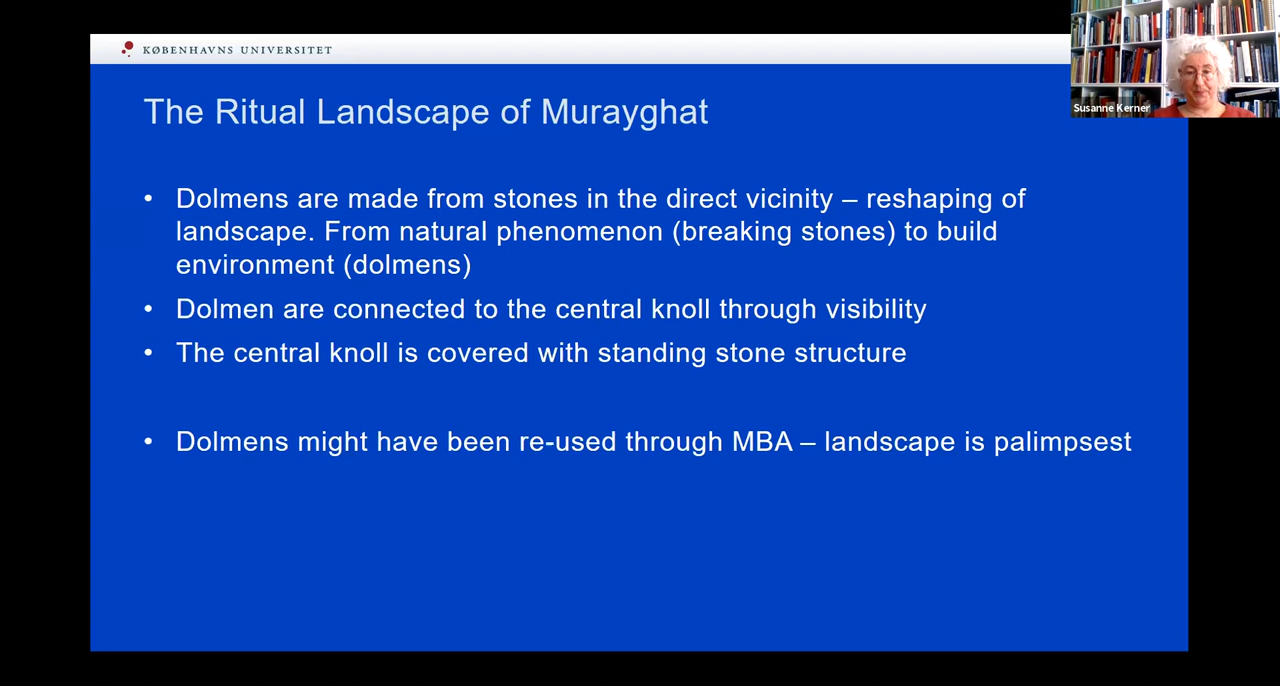 KØBENHAVNS UNIVERSITET
Susanne Kerner
The Ritual Landscape of Murayghat
• Dolmens are made from stones in the direct vicinity – reshaping of
landscape. From natural phenomenon (breaking stones) to build
environment (dolmens)
• Dolmen are connected to the central knoll through visibility
• The central knoll is covered with standing stone structure
• Dolmens might have been re-used through MBA – landscape is palimpsest